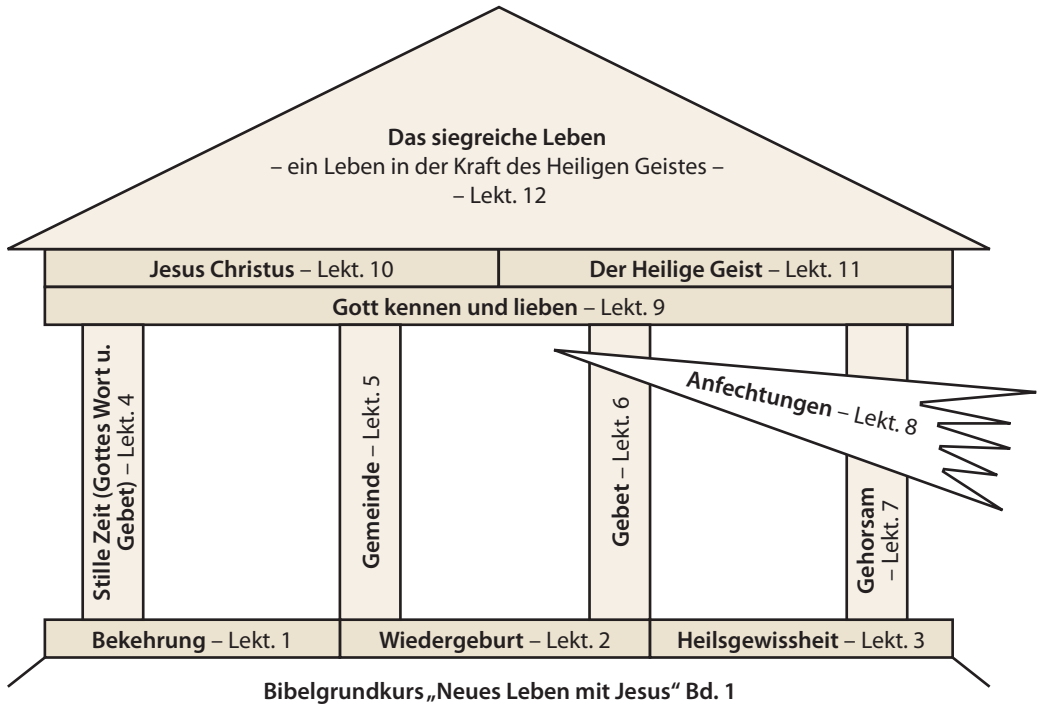 Das siegreiche Leben
– ein Leben in der Kraft des Heiligen Geistes –
– Lekt. 12
Jesus Christus – Lekt. 10
Der Heilige Geist – Lekt. 11
Gott kennen und lieben – Lekt. 9
Stille Zeit (Gottes Wort u.
Gebet) – Lekt. 4
Gemeinde – Lekt. 5
Gebet – Lekt. 6
Anfechtungen – Lekt. 8
Gehorsam
– Lekt. 7
Bekehrung – Lekt. 1
Wiedergeburt – Lekt. 2
Heilsgewissheit – Lekt. 3
Bibelgrundkurs „Neues Leben mit Jesus“ Bd. 1